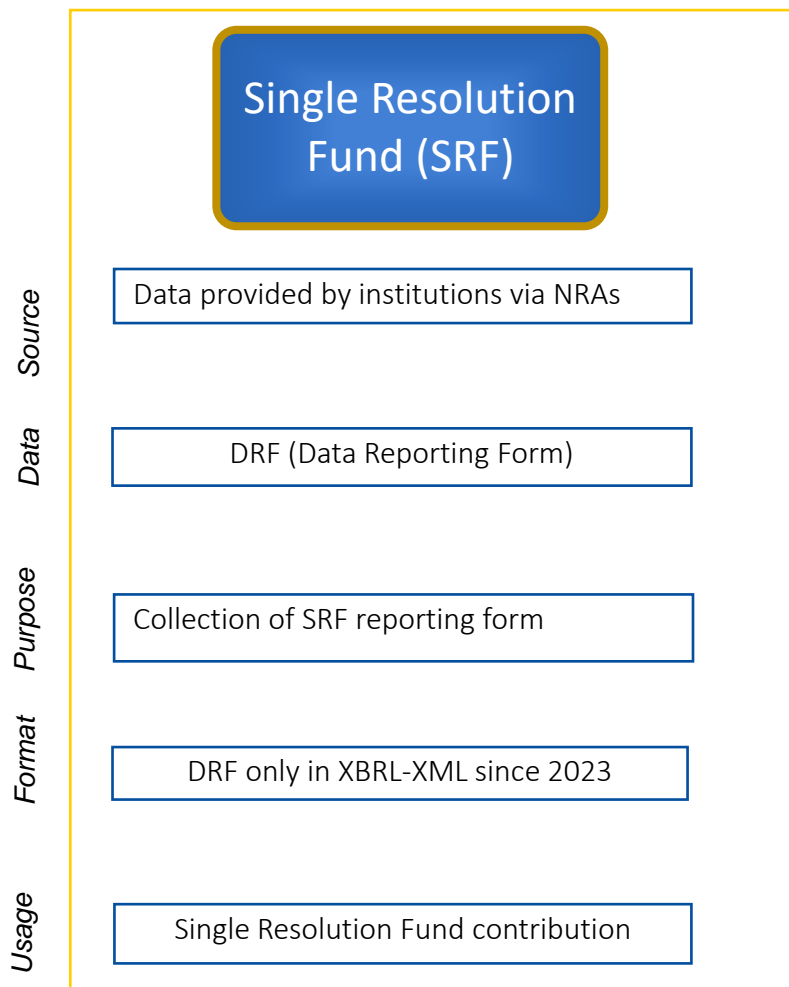 Single Resolution
Fund (SRF)
Source
Data provided by institutions via NRAs
Data
DRF (Data Reporting Form)
Purpose
Collection of SRF reporting form
Format
DRF only in XBRL-XML since 2023
Usage
Single Resolution Fund contribution